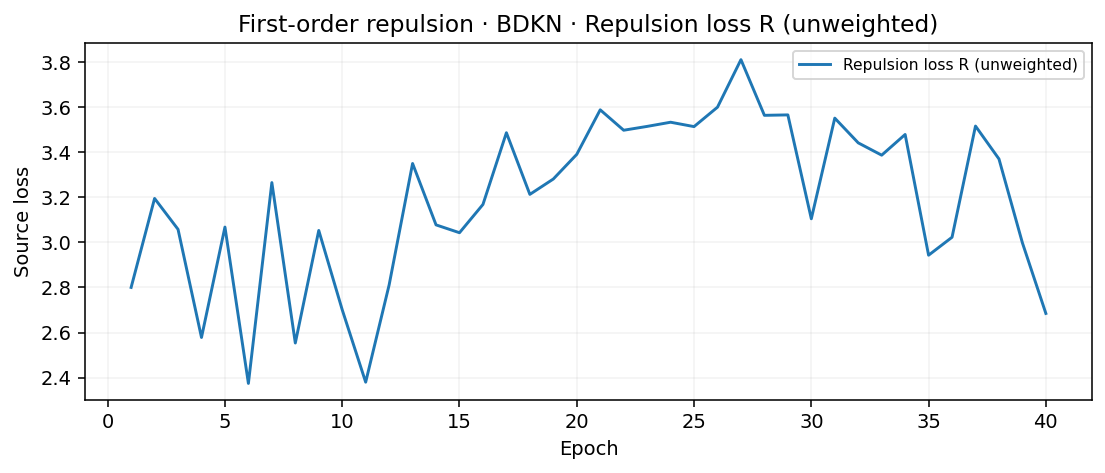 First-order repulsion · BDKN · Repulsion loss R (unweighted)
Repulsion loss R (unweighted)
Source loss
3.8
3.6
3.4
3.2
3.0
2.8
2.6
2.4
0 5 10 15 20 25 30 35 40
Epoch